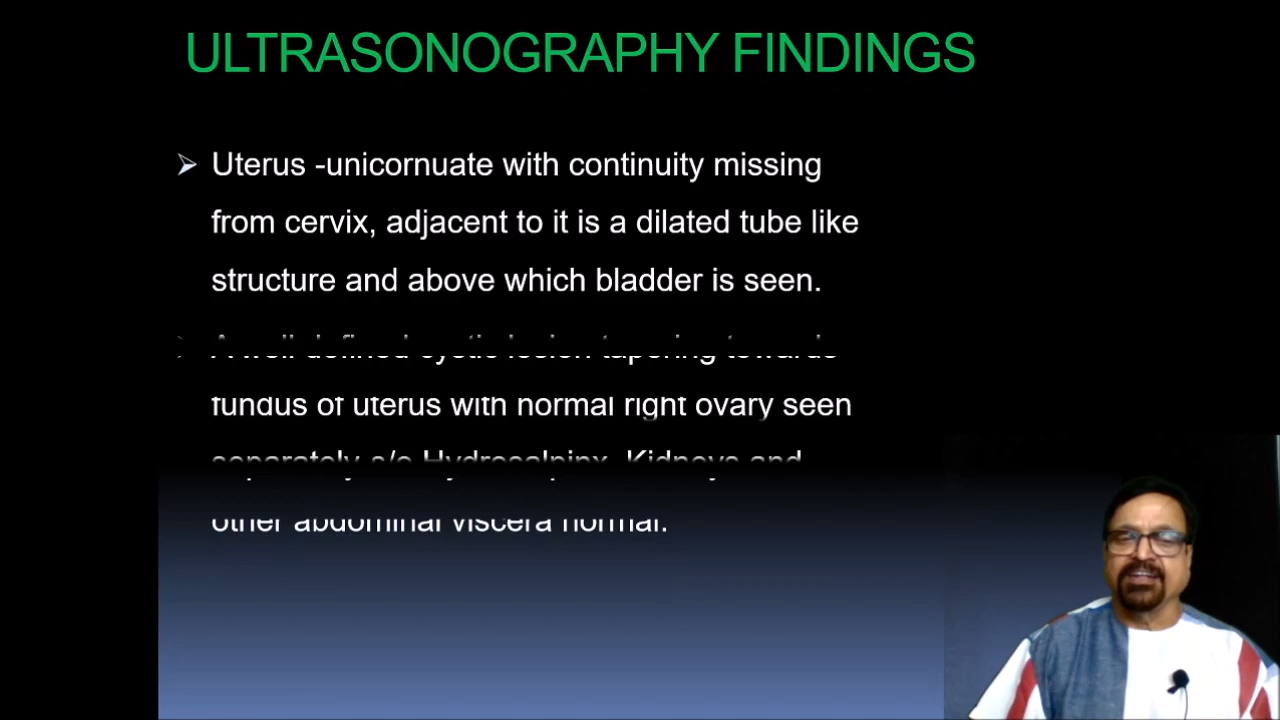 ULTRASONOGRAPHY FINDINGS
Uterus -unicornuate with continuity missing
from cervix, adjacent to it is a dilated tube like
structure and above which bladder is seen.
A well defined cystic lesion tapering towards
fundus of uterus with normal right ovary seen
separately s/o Hydrosalpinx. Kidneys and
other abdominal viscera normal.